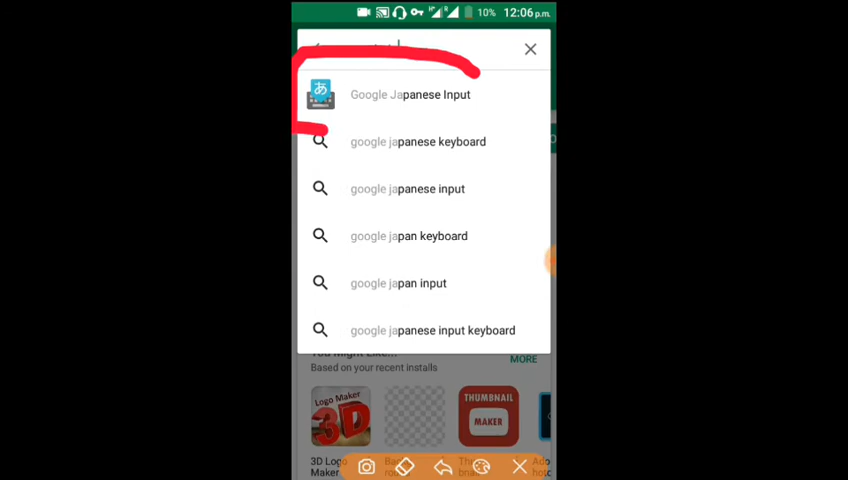 10% 12:06 p.m.
Google Japanese Input
google japanese keyboard
google japanese input
google japan keyboard
google japan input
google japanese input keyboard
You Might Like...
Based on your recent installs
MORE
あ
Logo Maker
3D
THUMBNAIL
MAKER
3D Logo
Maker